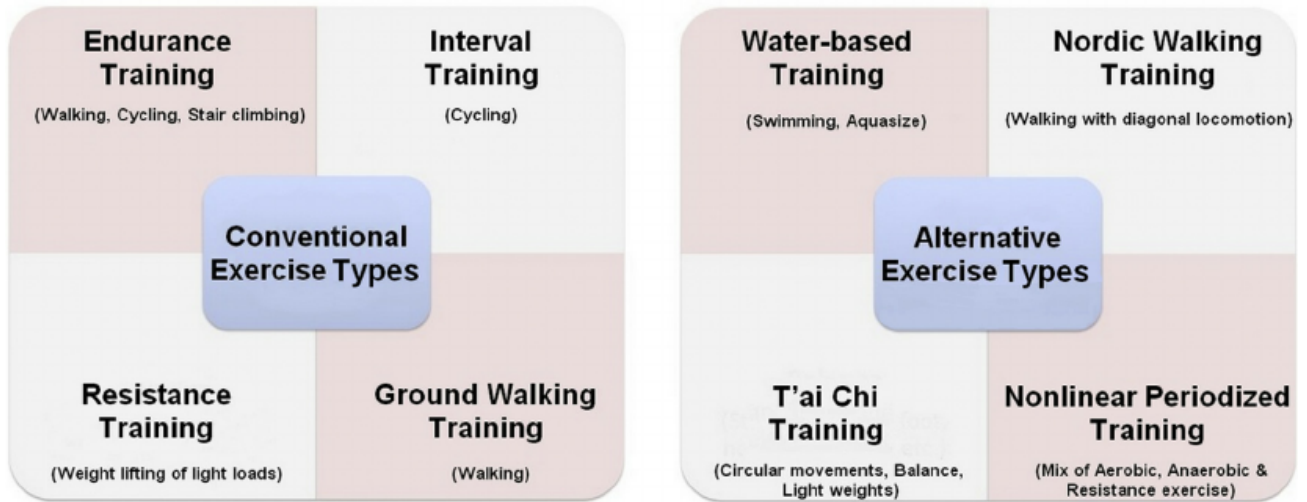 Endurance
Training
(Walking, Cycling, Stair climbing)
Interval
Training
(Cycling)
Conventional
Exercise Types
Resistance
Training
(Weight lifting of light loads)
Ground Walking
Training
(Walking)
Water-based
Training
(Swimming, Aquasize)
Nordic Walking
Training
(Walking with diagonal locomotion)
Alternative
Exercise Types
T'ai Chi
Training
(Circular movements, Balance,
Light weights)
Nonlinear Periodized
Training
(Mix of Aerobic, Anaerobic &
Resistance exercise)